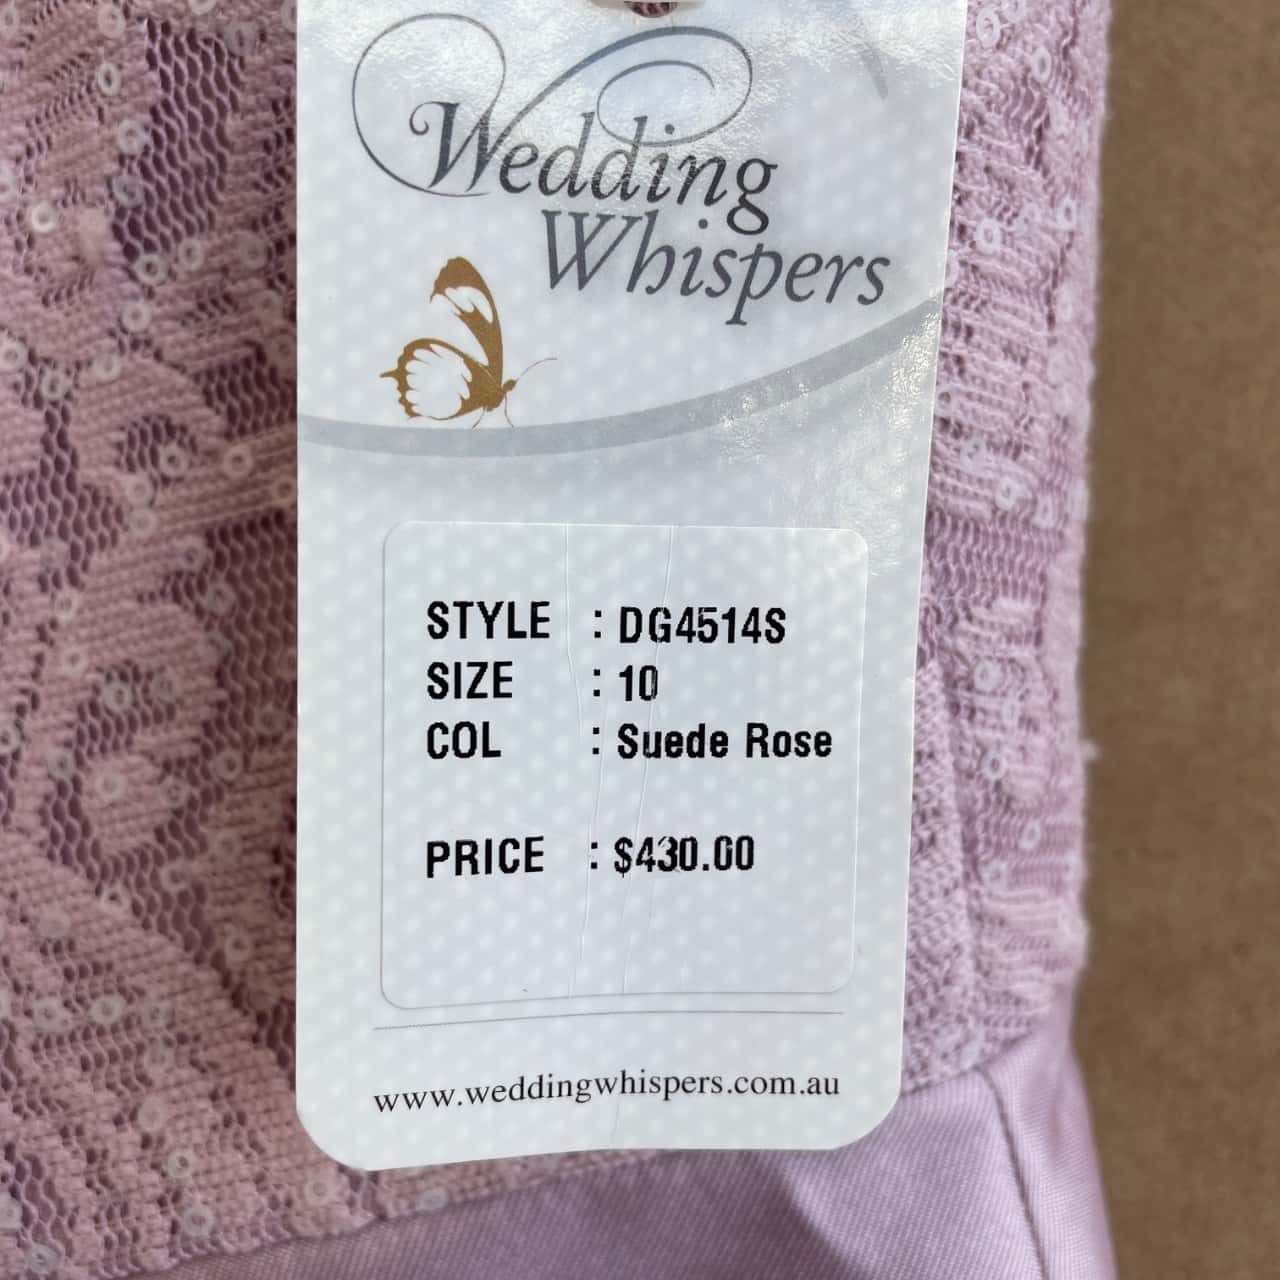 Wedding
Whispers
STYLE : DG4514S
SIZE : 10
COL : Suede Rose
PRICE : $430.00
www.weddingwhispers.com.au